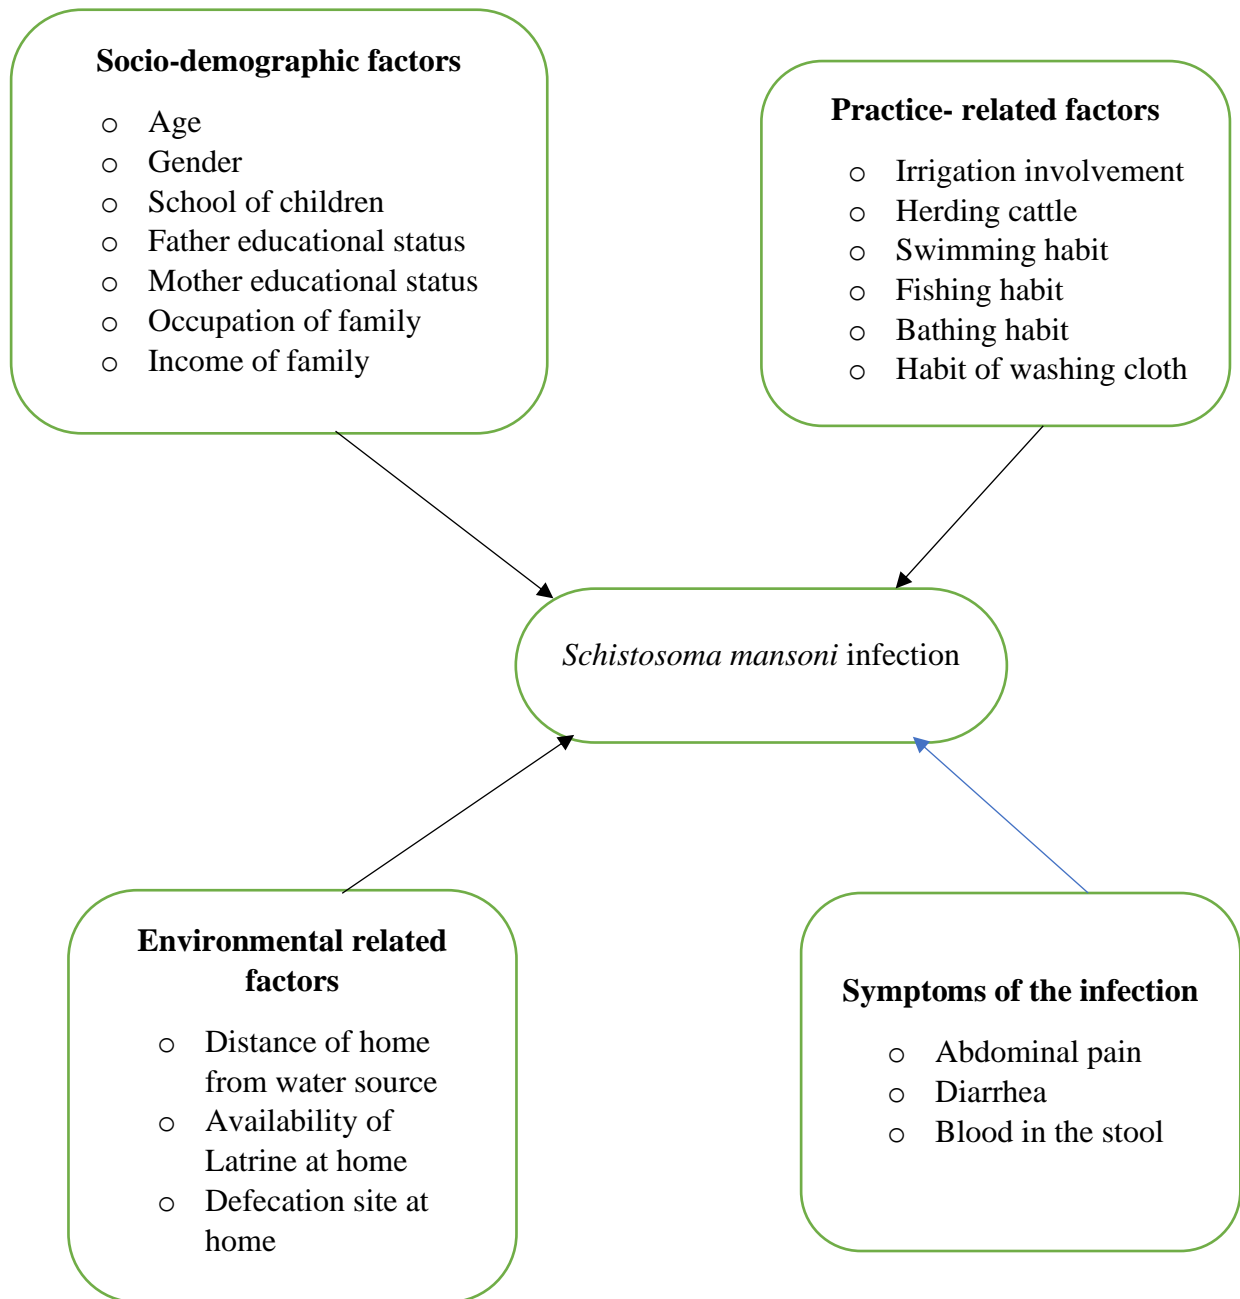 Socio-demographic factors
o Age
o Gender
o School of children
o Father educational status
o Mother educational status
o Occupation of family
o Income of family
Practice- related factors
o Irrigation involvement
o Herding cattle
o Swimming habit
o Fishing habit
o Bathing habit
o Habit of washing cloth
Schistosoma mansoni infection
Environmental related
factors
o Distance of home
from water source
o Availability of
Latrine at home
o Defecation site at
home
Symptoms of the infection
o Abdominal pain
o Diarrhea
o Blood in the stool